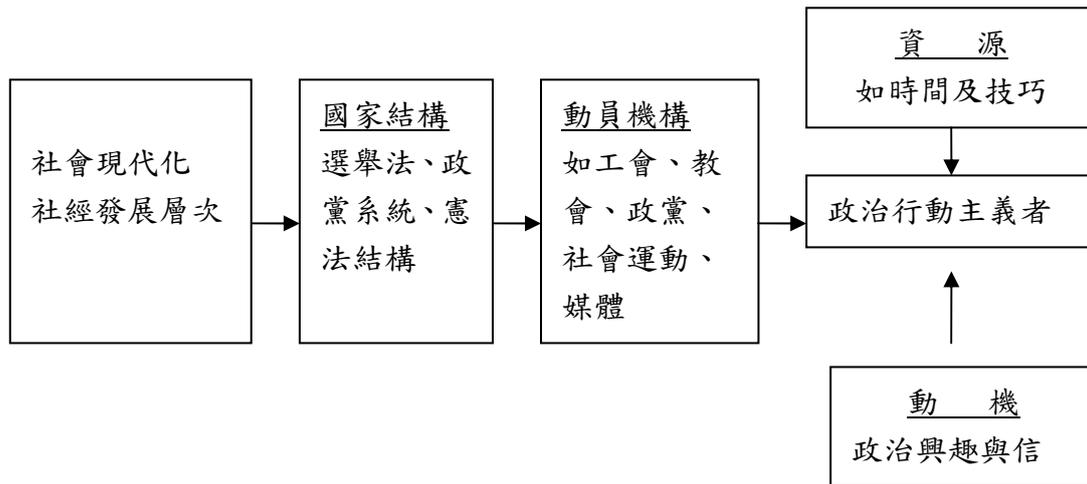 社會現代化
社經發展層次
國家結構
選舉法、政
黨系統、憲
法結構
動員機構
如工會、教
會、政黨、
社會運動、
媒體
資 源
如時間及技巧
政治行動主義者
動 機
政治興趣與信